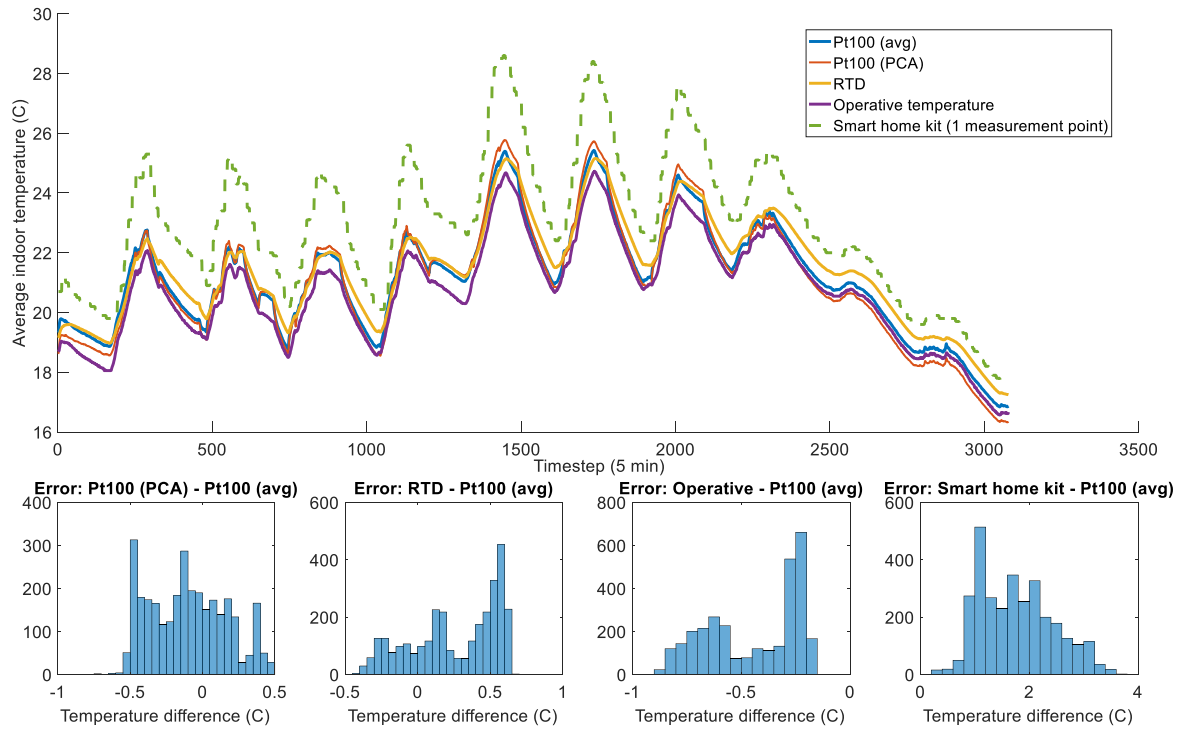 30
28
26
24
22
20
18
16
Average indoor temperature (C)
Pt100 (avg)
Pt100 (PCA)
RTD
Operative temperature
Smart home kit (1 measurement point)
0 500 1000 1500 2000 2500 3000 3500
Timestep (5 min)
Error: Pt100 (PCA) - Pt100 (avg)
400
300
200
100
0
-1 -0.5 0 0.5
Temperature difference (C)
Error: RTD - Pt100 (avg)
600
400
200
0
-0.5 0 0.5 1
Temperature difference (C)
Error: Operative - Pt100 (avg)
800
600
400
200
0
-1 -0.5 0
Temperature difference (C)
Error: Smart home kit - Pt100 (avg)
600
400
200
0
0 2 4
Temperature difference (C)